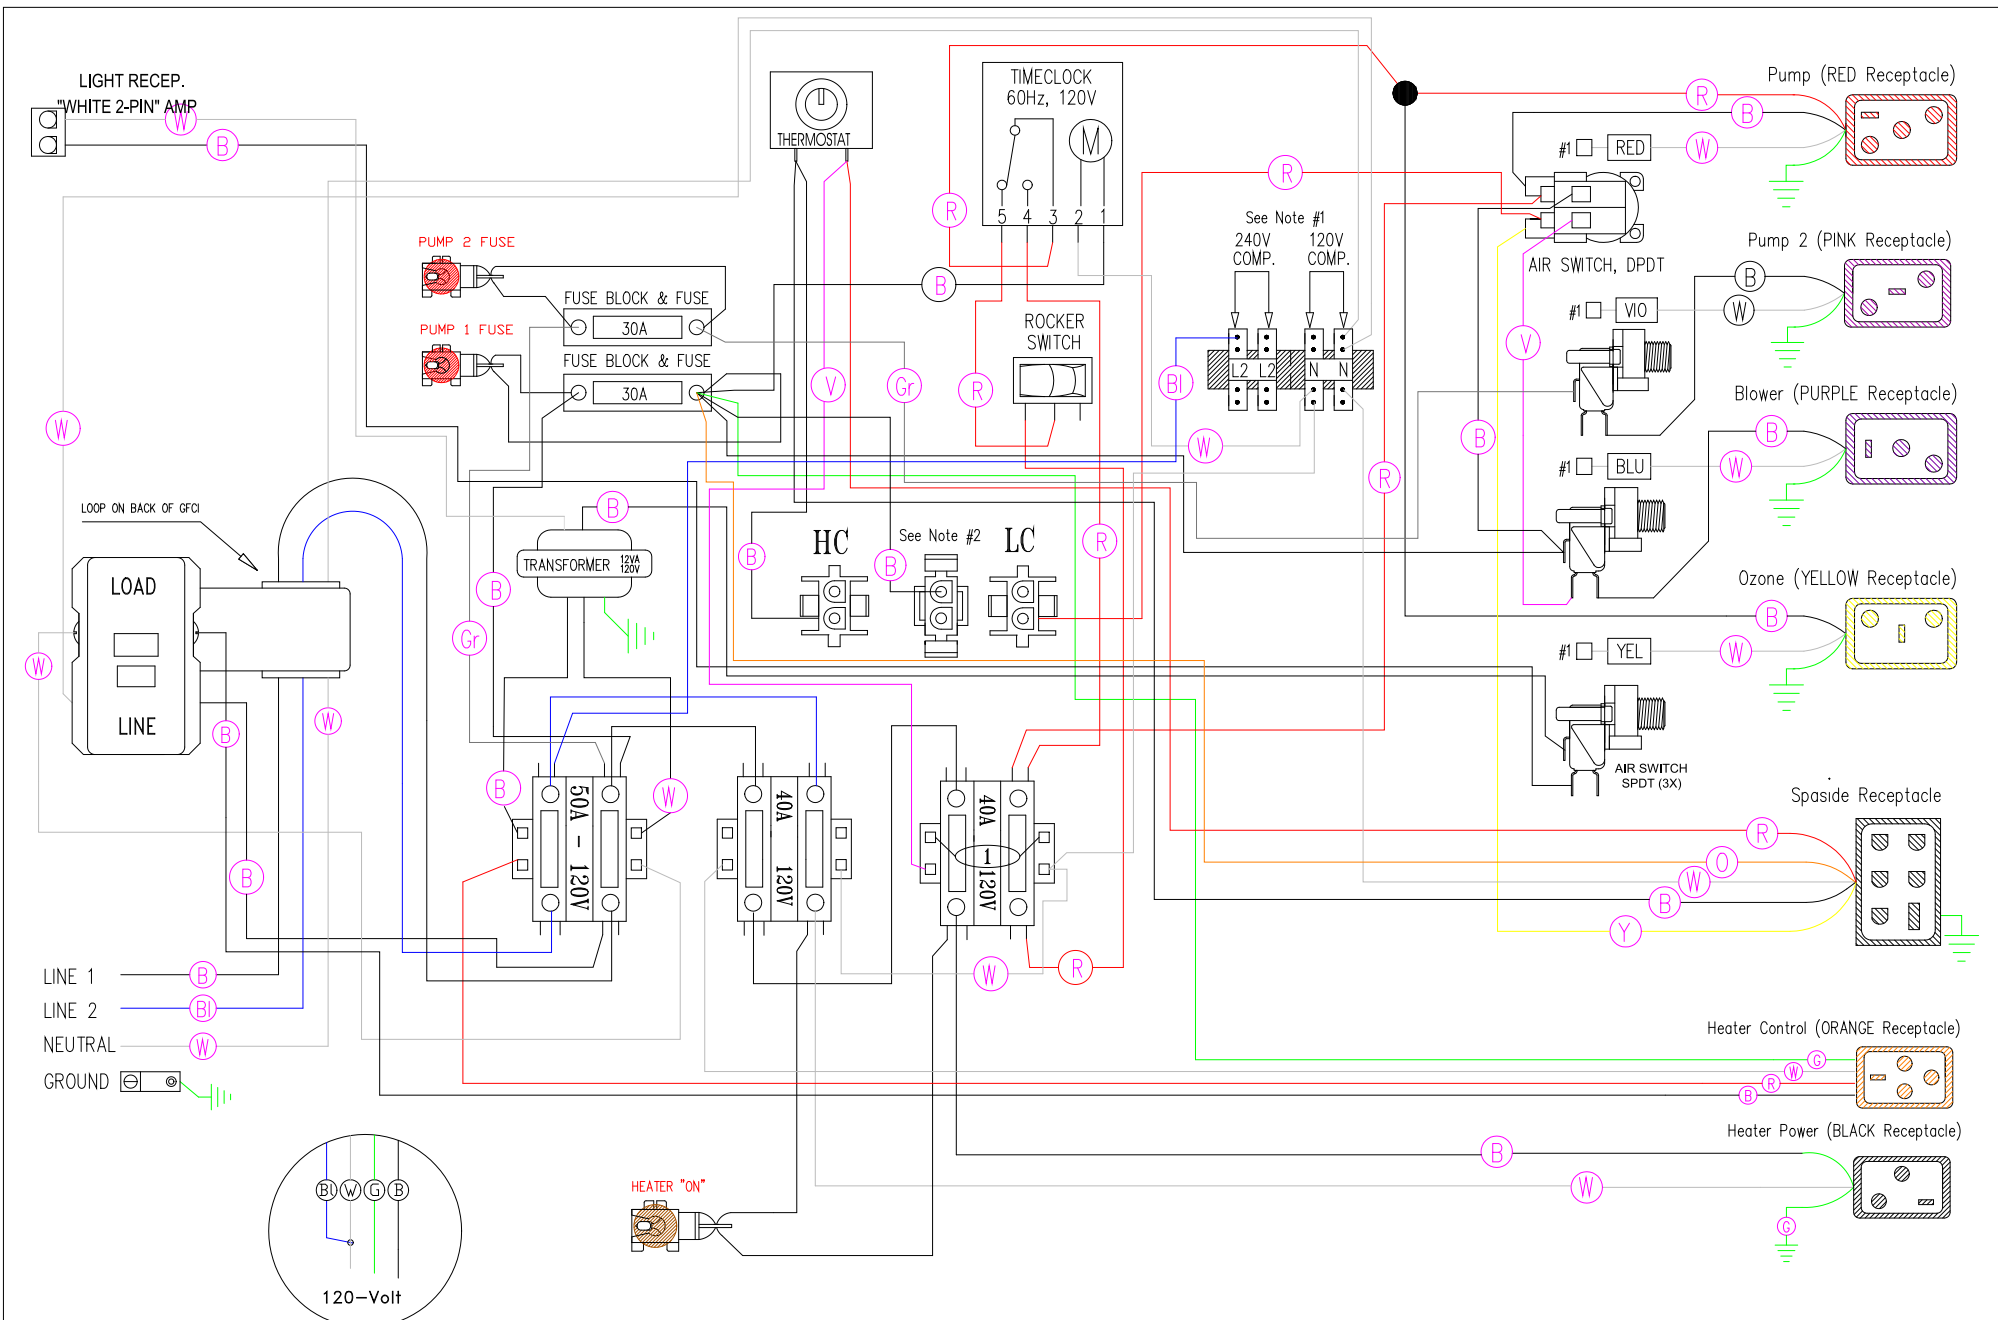 LIGHT RECEP.
"WHITE 2-PIN" AMP
W
B
THERMOSTAT
TIMECLOCK
60Hz, 120V
M
5 4 3 2 1
R
B
Pump (RED Receptacle)
R
B
#1 RED W
R
AIR SWITCH, DPDT
Pump 2 (PINK Receptacle)
B
#1 VIO W
See Note #1
240V
COMP.
120V
COMP.
L2 L2 N N
PUMP 2 FUSE
FUSE BLOCK & FUSE
30A
PUMP 1 FUSE
FUSE BLOCK & FUSE
30A
ROCKER
SWITCH
V
Gr
R
Bl
W
R
B
V
Blower (PURPLE Receptacle)
B
#1 BLU W
Ozone (YELLOW Receptacle)
B
#1 YEL W
AIR SWITCH
SPDT (3X)
W
LOOP ON BACK OF GFCI
LOAD
LINE
W
B
W
B
B
Gr
B
TRANSFORMER 12VA
120V
B
HC
See Note #2
B
LC
R
B
W
50A - 120V
40A 120V
40A 120V
1
W
R
Spaside Receptacle
R
O
W
B
Y
LINE 1 B
LINE 2 Bl
NEUTRAL W
GROUND
Heater Control (ORANGE Receptacle)
G
W
R
B
Heater Power (BLACK Receptacle)
B
W
G
HEATER "ON"
Bl W G B
120-Volt